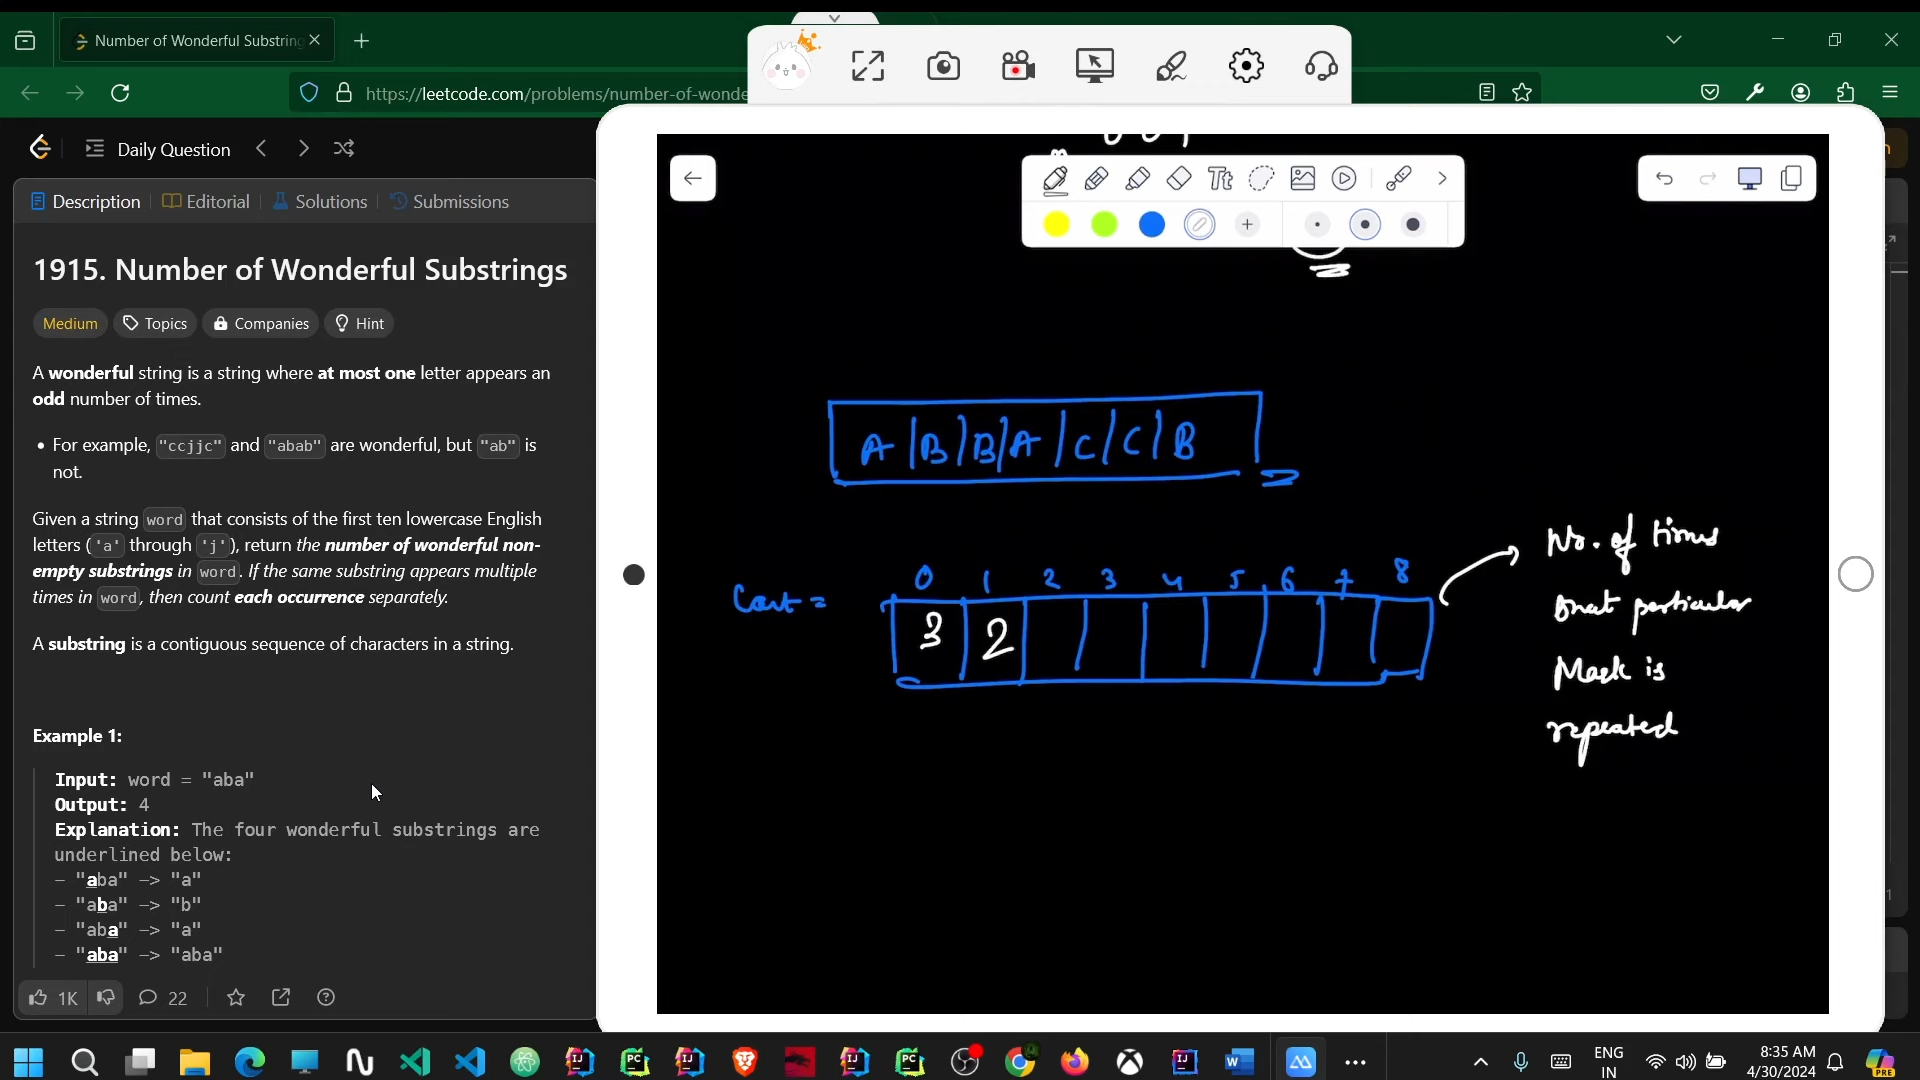 Number of Wonderful Substring
https://leetcode.com/problems/number-of-wonde
Daily Question
Description
Editorial
Solutions
Submissions
1915. Number of Wonderful Substrings
Medium
Topics
Companies
Hint
A wonderful string is a string where at most one letter appears an
odd number of times.
• For example, "ccjjc" and "abab" are wonderful, but "ab" is
not.
Given a string word that consists of the first ten lowercase English
letters ('a' through 'j'), return the number of wonderful non-
empty substrings in word. If the same substring appears multiple
times in word, then count each occurrence separately.
A substring is a contiguous sequence of characters in a string.
Example 1:
Input: word = "aba"
Output: 4
Explanation: The four wonderful substrings are
underlined below:
- "aba" -> "a"
- "aba" -> "b"
- "aba" -> "a"
- "aba" -> "aba"
1K
22
Tt
A | B | B | A | C | C | B
0 1 2 3 4 5 6 7 8
3 2
No. of times
particular
Mask is
repeated
ENG
IN
8:35 AM
4/30/2024
PRE